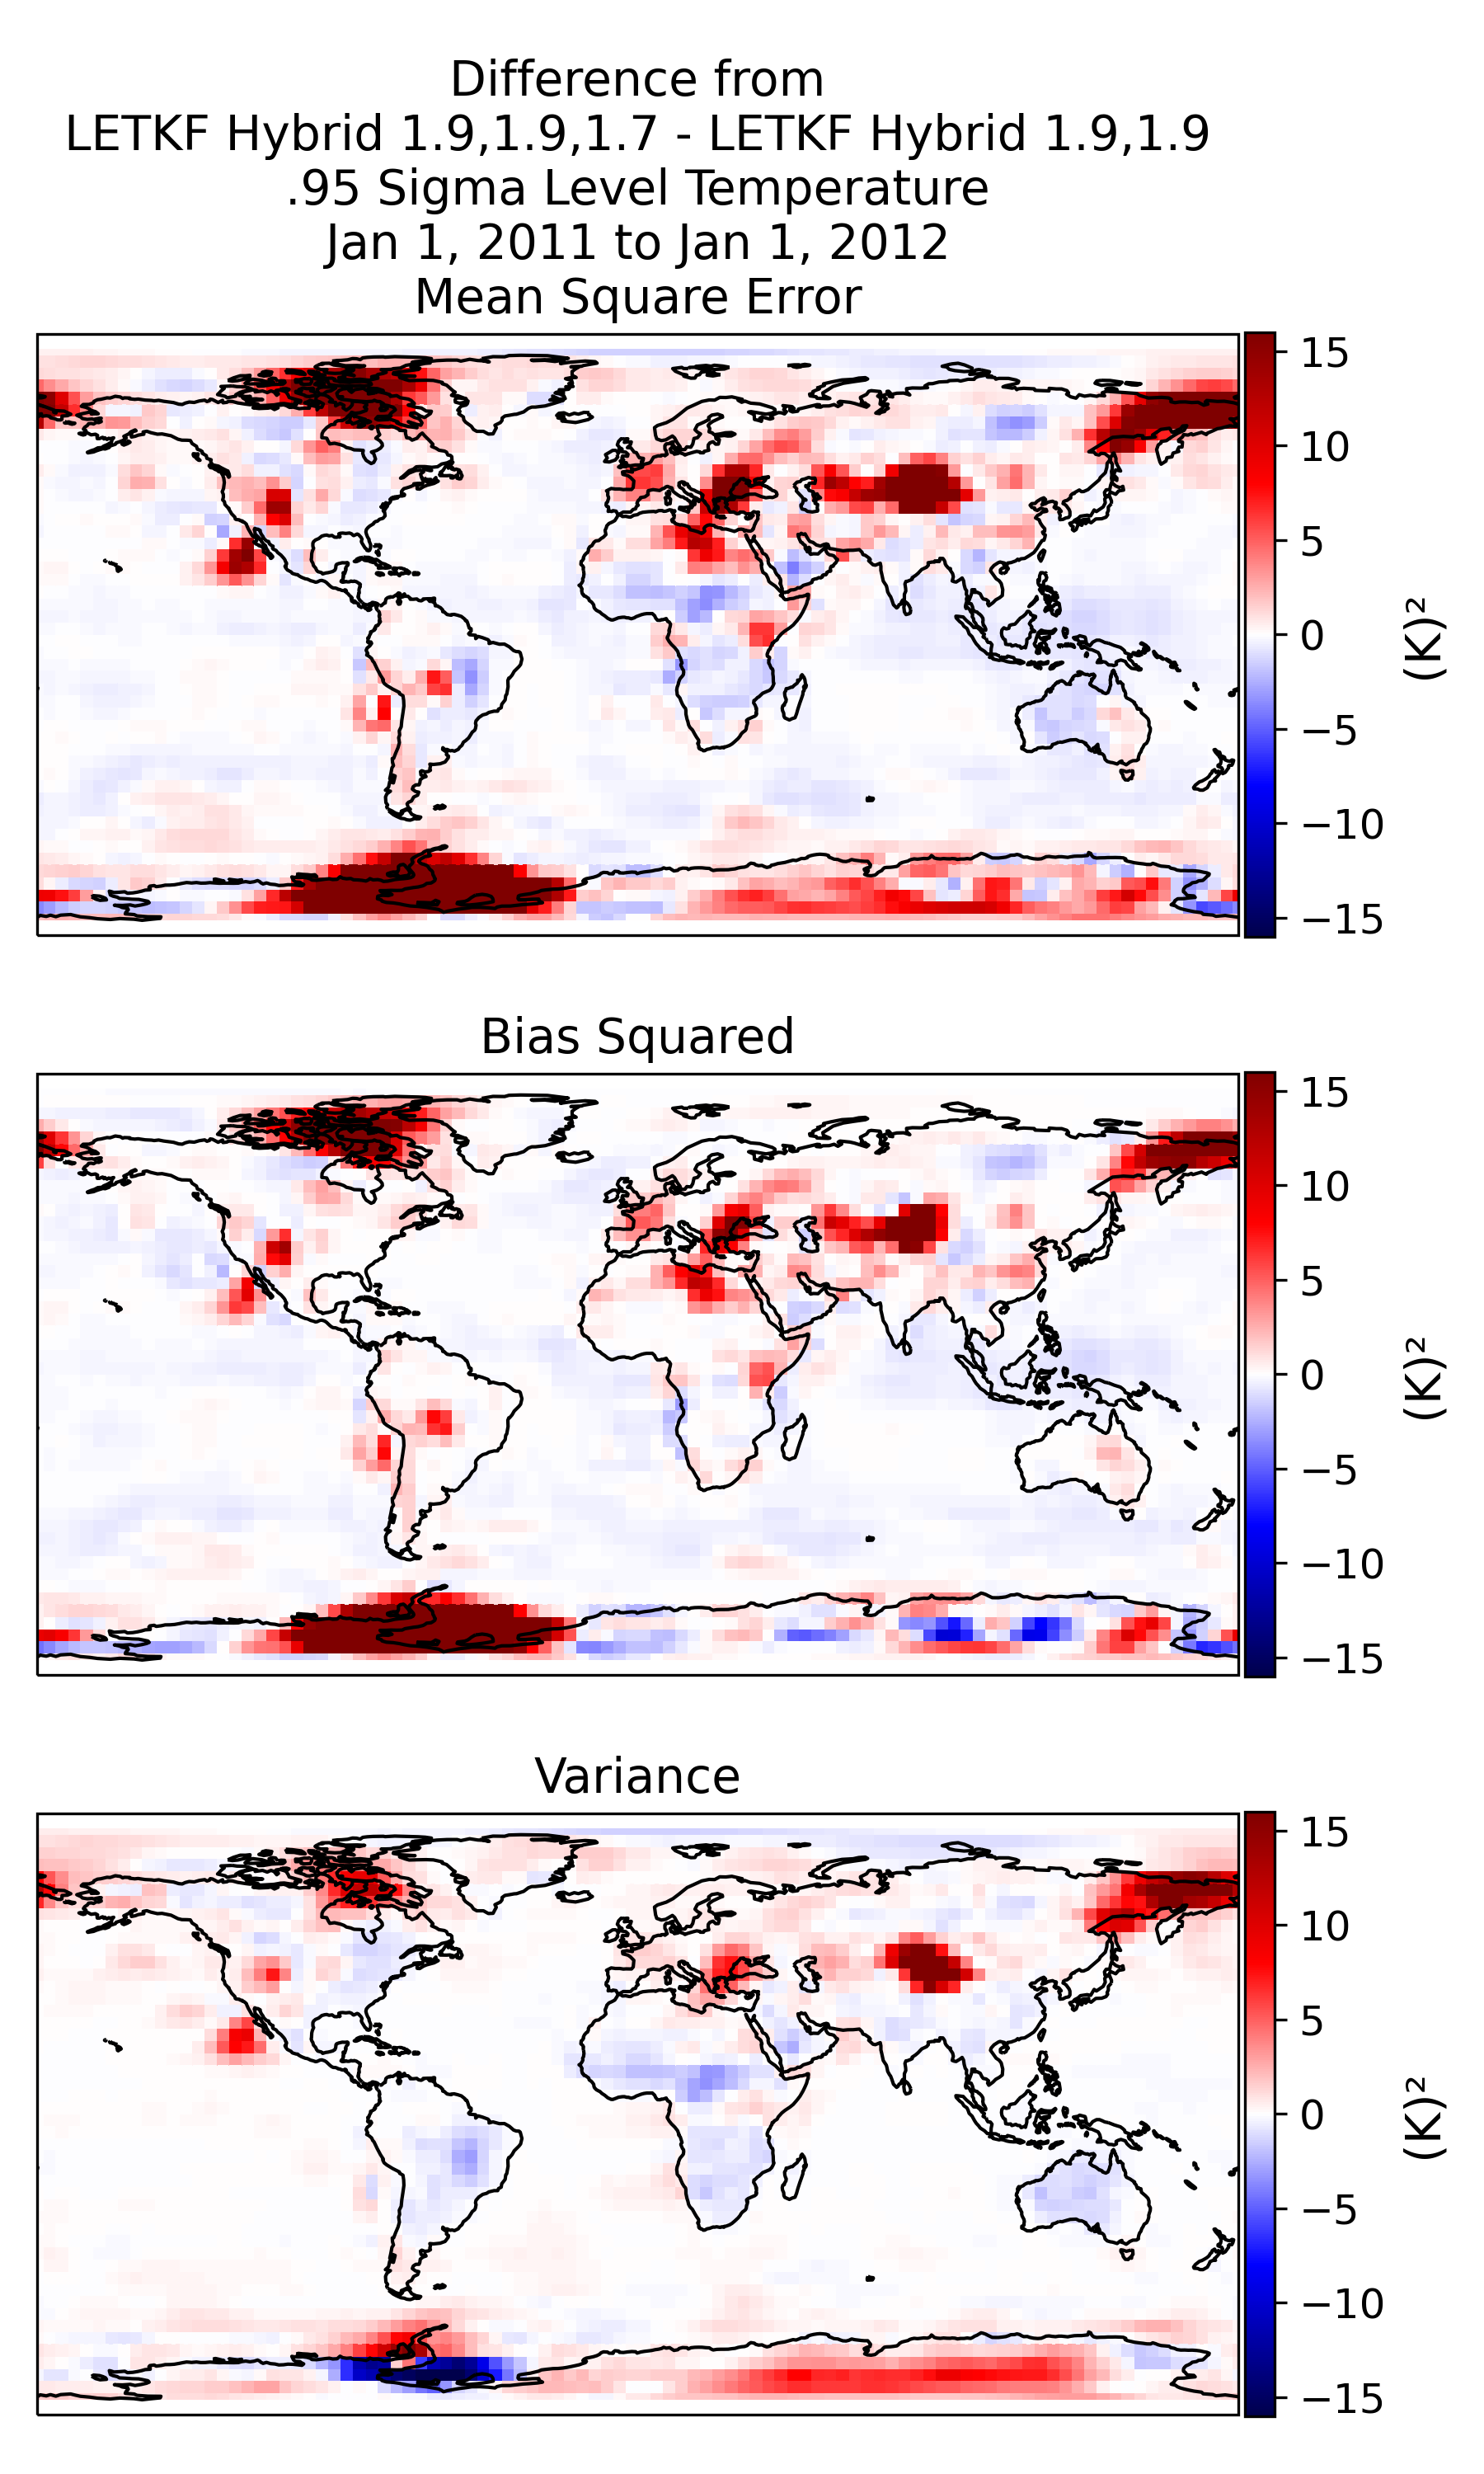 Difference from
LETKF Hybrid 1.9,1.9,1.7 - LETKF Hybrid 1.9,1.9
.95 Sigma Level Temperature
Jan 1, 2011 to Jan 1, 2012
Mean Square Error
15
10
5
0
−5
−10
−15
(K)²
Bias Squared
15
10
5
0
−5
−10
−15
(K)²
Variance
15
10
5
0
−5
−10
−15
(K)²